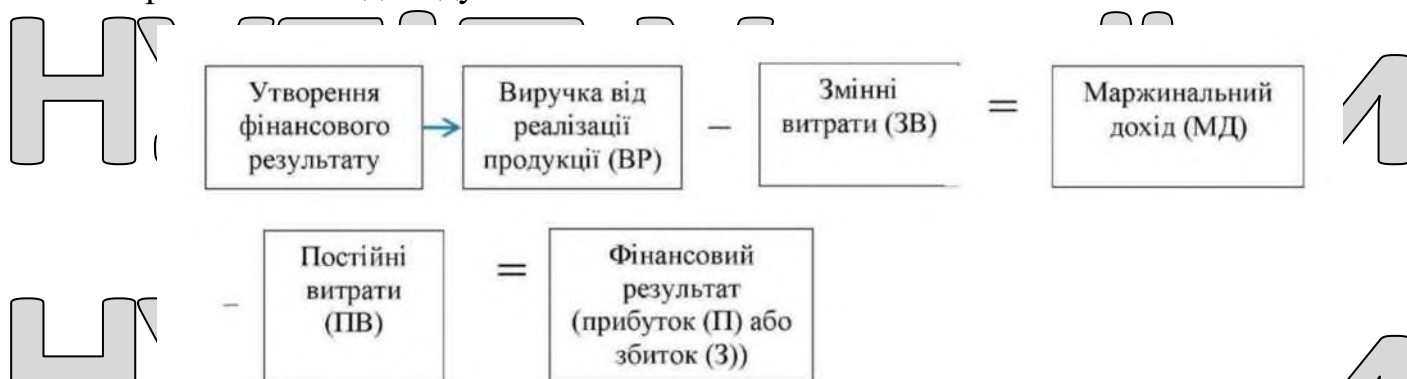 Утворення
фінансового
результату
Виручка від
реалізації
продукції (ВР)
–
Змінні
витрати (ЗВ)
=
Маржинальний
дохід (МД)
–
Постійні
витрати
(ПВ)
=
Фінансовий
результат
(прибуток (П) або
збиток (З))